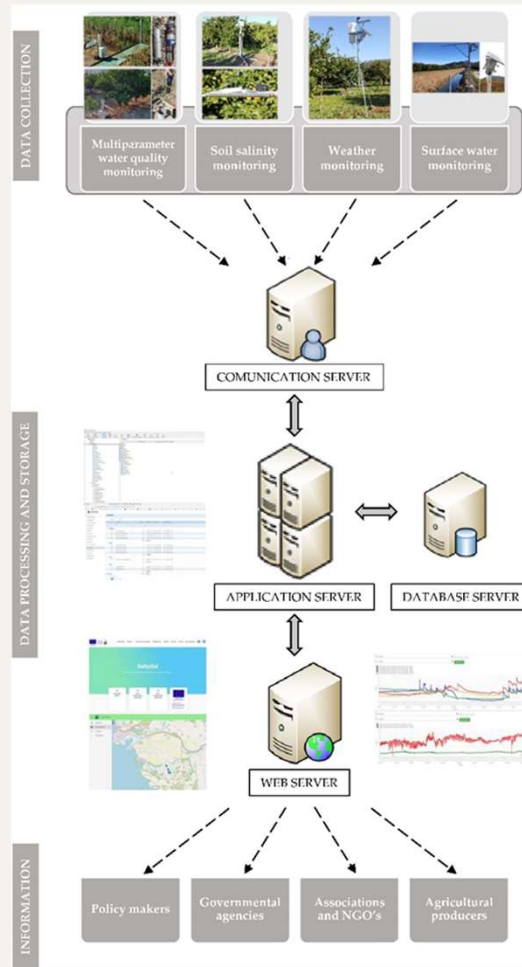 DATA COLLECTION
Multiparameter
water quality
monitoring
Soil salinity
monitoring
Weather
monitoring
Surface water
monitoring
COMUNICATION SERVER
DATA PROCESSING AND STORAGE
APPLICATION SERVER
DATABASE SERVER
WEB SERVER
INFORMATION
Policy makers
Governmental
agencies
Associations
and NGO's
Agricultural
producers